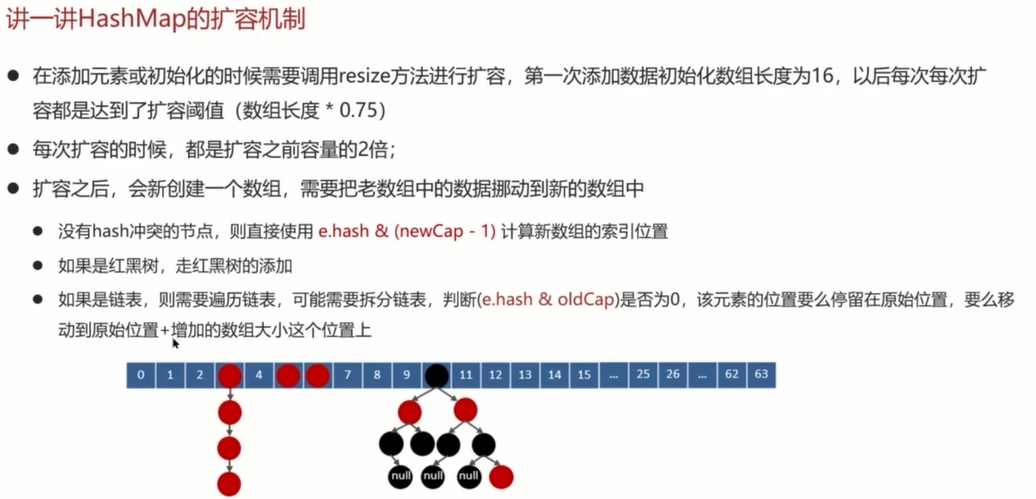 讲一讲HashMap的扩容机制
● 在添加元素或初始化的时候需要调用resize方法进行扩容，第一次添加数据初始化数组长度为16，以后每次每次扩
容都是达到了扩容阈值（数组长度 * 0.75）
● 每次扩容的时候，都是扩容之前容量的2倍；
● 扩容之后，会新创建一个数组，需要把老数组中的数据挪动到新的数组中
● 没有hash冲突的节点，则直接使用 e.hash & (newCap - 1) 计算新数组的索引位置
● 如果是红黑树，走红黑树的添加
● 如果是链表，则需要遍历链表，可能需要拆分链表，判断(e.hash & oldCap)是否为0，该元素的位置要么停留在原始位置，要么移
动到原始位置+增加的数组大小这个位置上
0 1 2 4 7 8 9 11 12 13 14 15 ... 25 26 ... 62 63
null null null